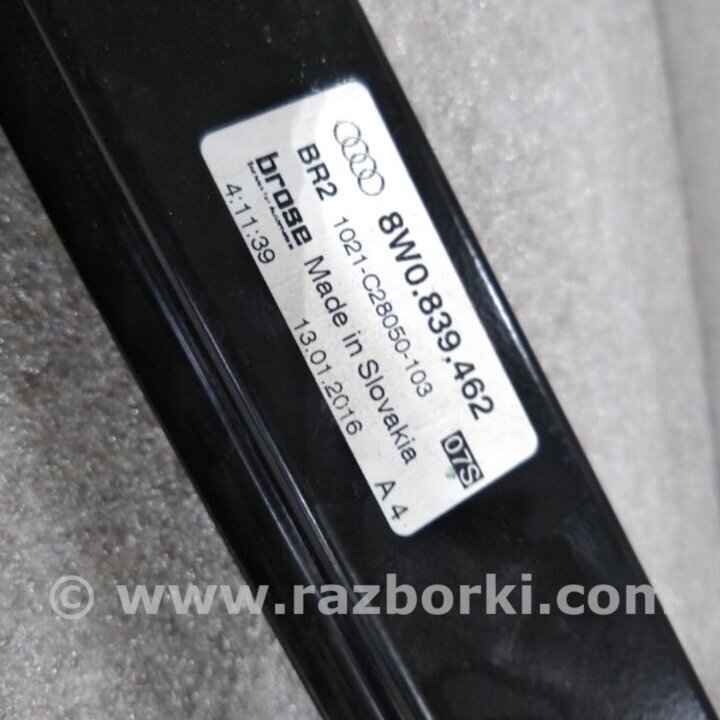 8W0.839.462
BR2 1021-C28050-103 07S
brose Made in Slovakia
4:11:39 13.01.2016 A4
© www.razborki.com